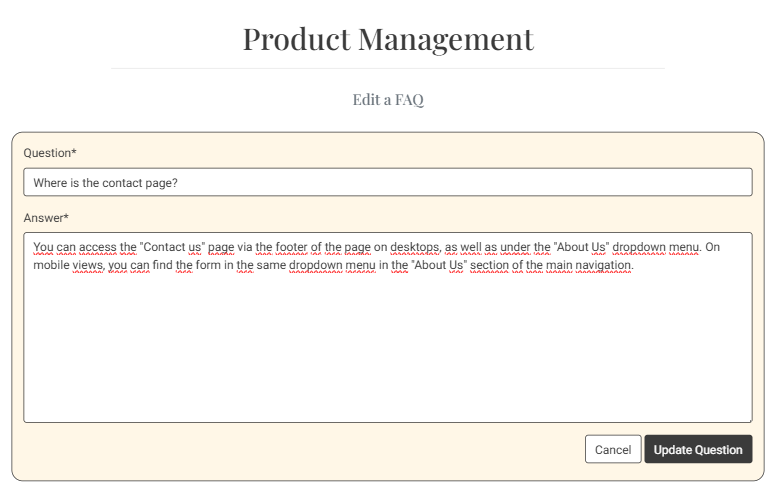 Product Management
Edit a FAQ
Question*
Where is the contact page?
Answer*
You can access the "Contact us" page via the footer of the page on desktops, as well as under the "About Us" dropdown menu. On
mobile views, you can find the form in the same dropdown menu in the "About Us" section of the main navigation.
Cancel
Update Question